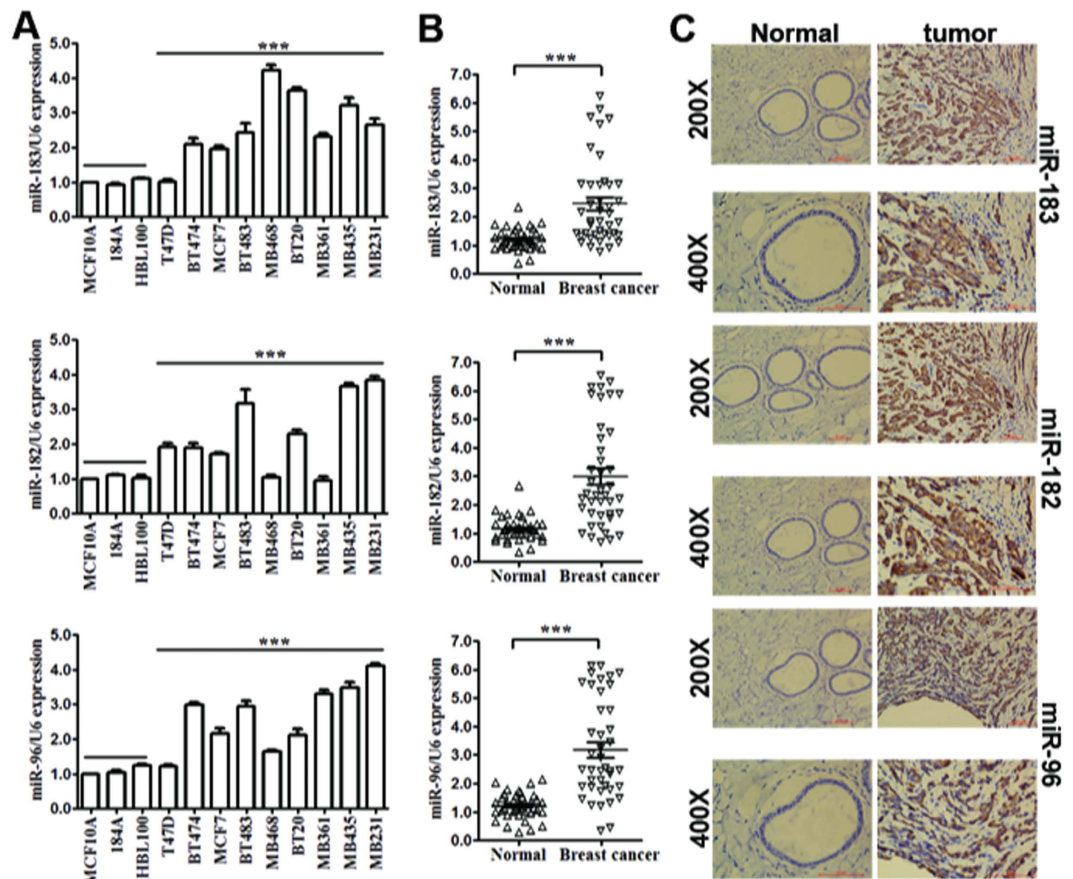 A
miR-183/U6 expression
5.0
4.0
3.0
2.0
1.0
0.0
***
MCF10A
184A
HBL100
T47D
BT474
MCF7
BT483
MB468
BT20
MB361
MB435
MB231
miR-182/U6 expression
5.0
4.0
3.0
2.0
1.0
0.0
***
MCF10A
184A
HBL100
T47D
BT474
MCF7
BT483
MB468
BT20
MB361
MB435
MB231
miR-96/U6 expression
5.0
4.0
3.0
2.0
1.0
0.0
***
MCF10A
184A
HBL100
T47D
BT474
MCF7
BT483
MB468
BT20
MB361
MB435
MB231
B
miR-183/U6 expression
7.0
6.0
5.0
4.0
3.0
2.0
1.0
0.0
***
Normal Breast cancer
miR-182/U6 expression
7.0
6.0
5.0
4.0
3.0
2.0
1.0
0.0
***
Normal Breast cancer
miR-96/U6 expression
7.0
6.0
5.0
4.0
3.0
2.0
1.0
0.0
***
Normal Breast cancer
C
Normal tumor
200X
400X
miR-183
200X
400X
miR-182
200X
400X
miR-96